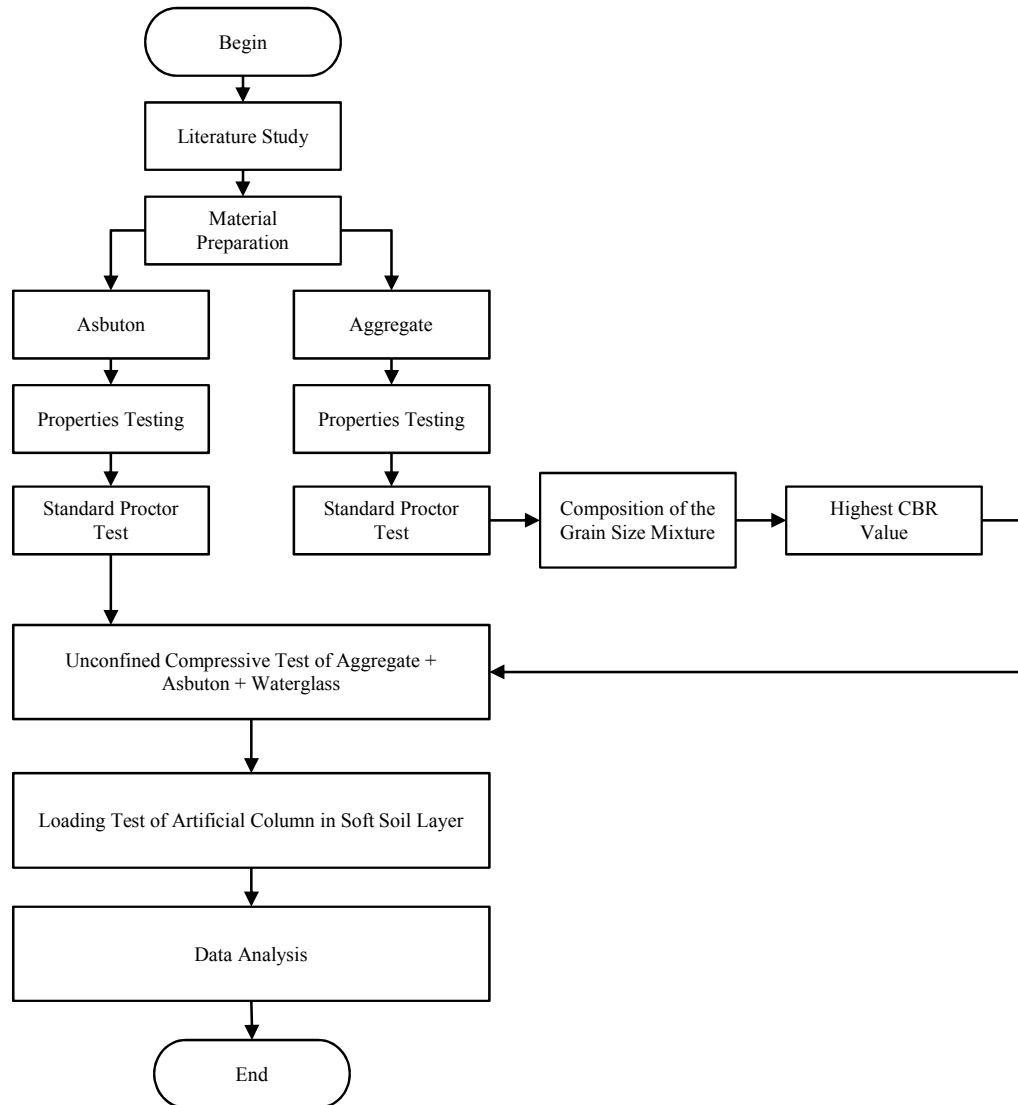 Begin
Literature Study
Material
Preparation
Asbuton
Aggregate
Properties Testing
Properties Testing
Standard Proctor
Test
Standard Proctor
Test
Composition of the
Grain Size Mixture
Highest CBR
Value
Unconfined Compressive Test of Aggregate +
Asbuton + Waterglass
Loading Test of Artificial Column in Soft Soil Layer
Data Analysis
End